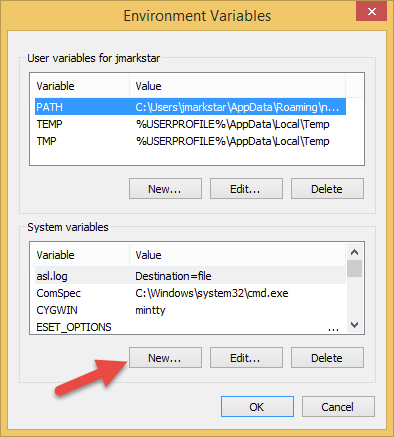 Environment Variables
User variables for jmarkstar
Variable Value
PATH C:\Users\jmarkstar\AppData\Roaming\n...
TEMP %USERPROFILE%\AppData\Local\Temp
TMP %USERPROFILE%\AppData\Local\Temp
New... Edit... Delete
System variables
Variable Value
asl.log Destination=file
ComSpec C:\Windows\system32\cmd.exe
CYGWIN mintty
ESET_OPTIONS ...
New... Edit... Delete
OK Cancel